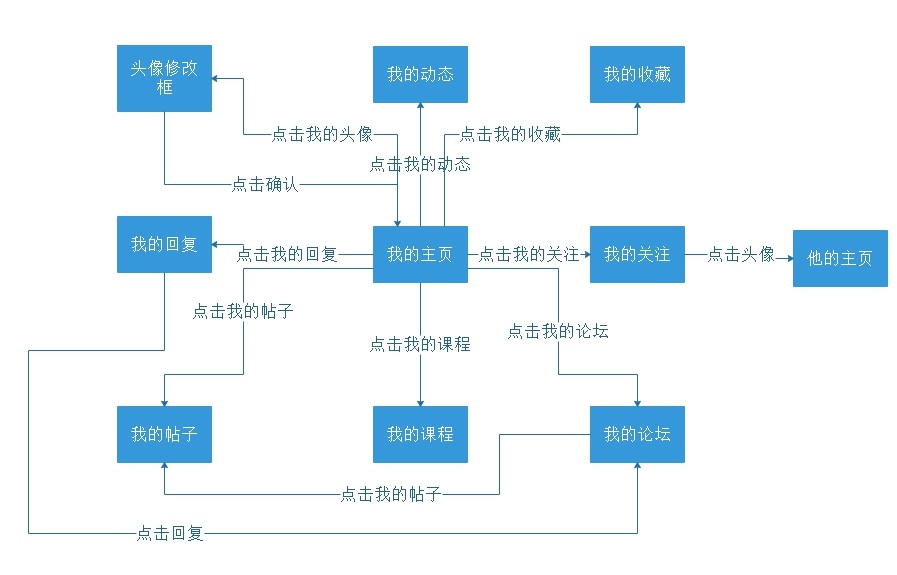 头像修改
框
我的动态
我的收藏
点击我的头像
点击我的收藏
点击我的动态
点击确认
我的回复
点击我的回复
我的主页
点击我的关注
我的关注
点击头像
他的主页
点击我的帖子
点击我的课程
点击我的论坛
我的帖子
我的课程
我的论坛
点击我的帖子
点击回复